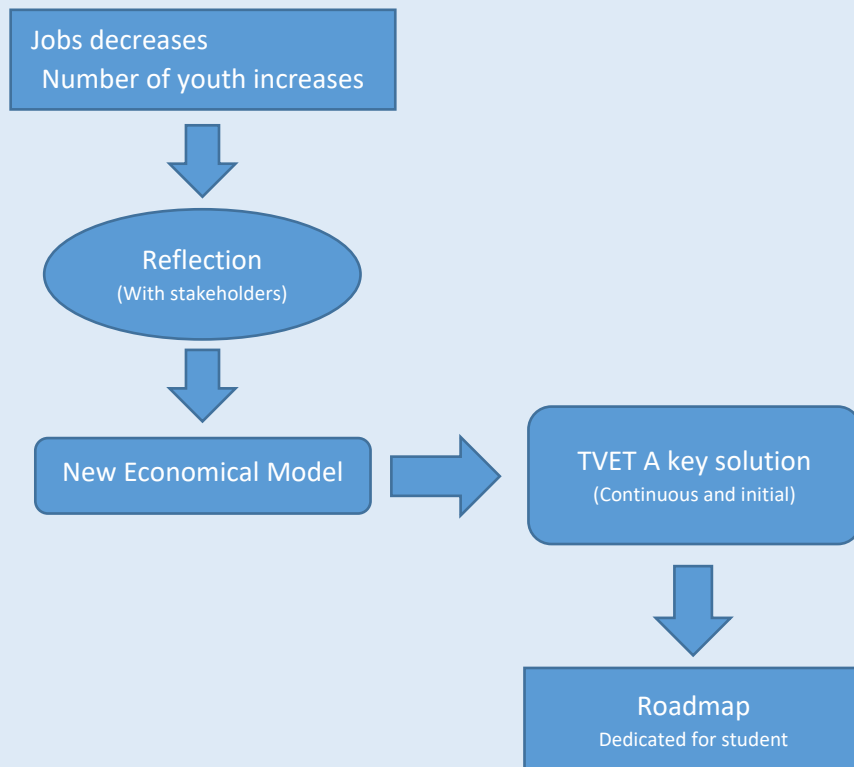 Jobs decreases
Number of youth increases
Reflection
(With stakeholders)
New Economical Model
TVET A key solution
(Continuous and initial)
Roadmap
Dedicated for student